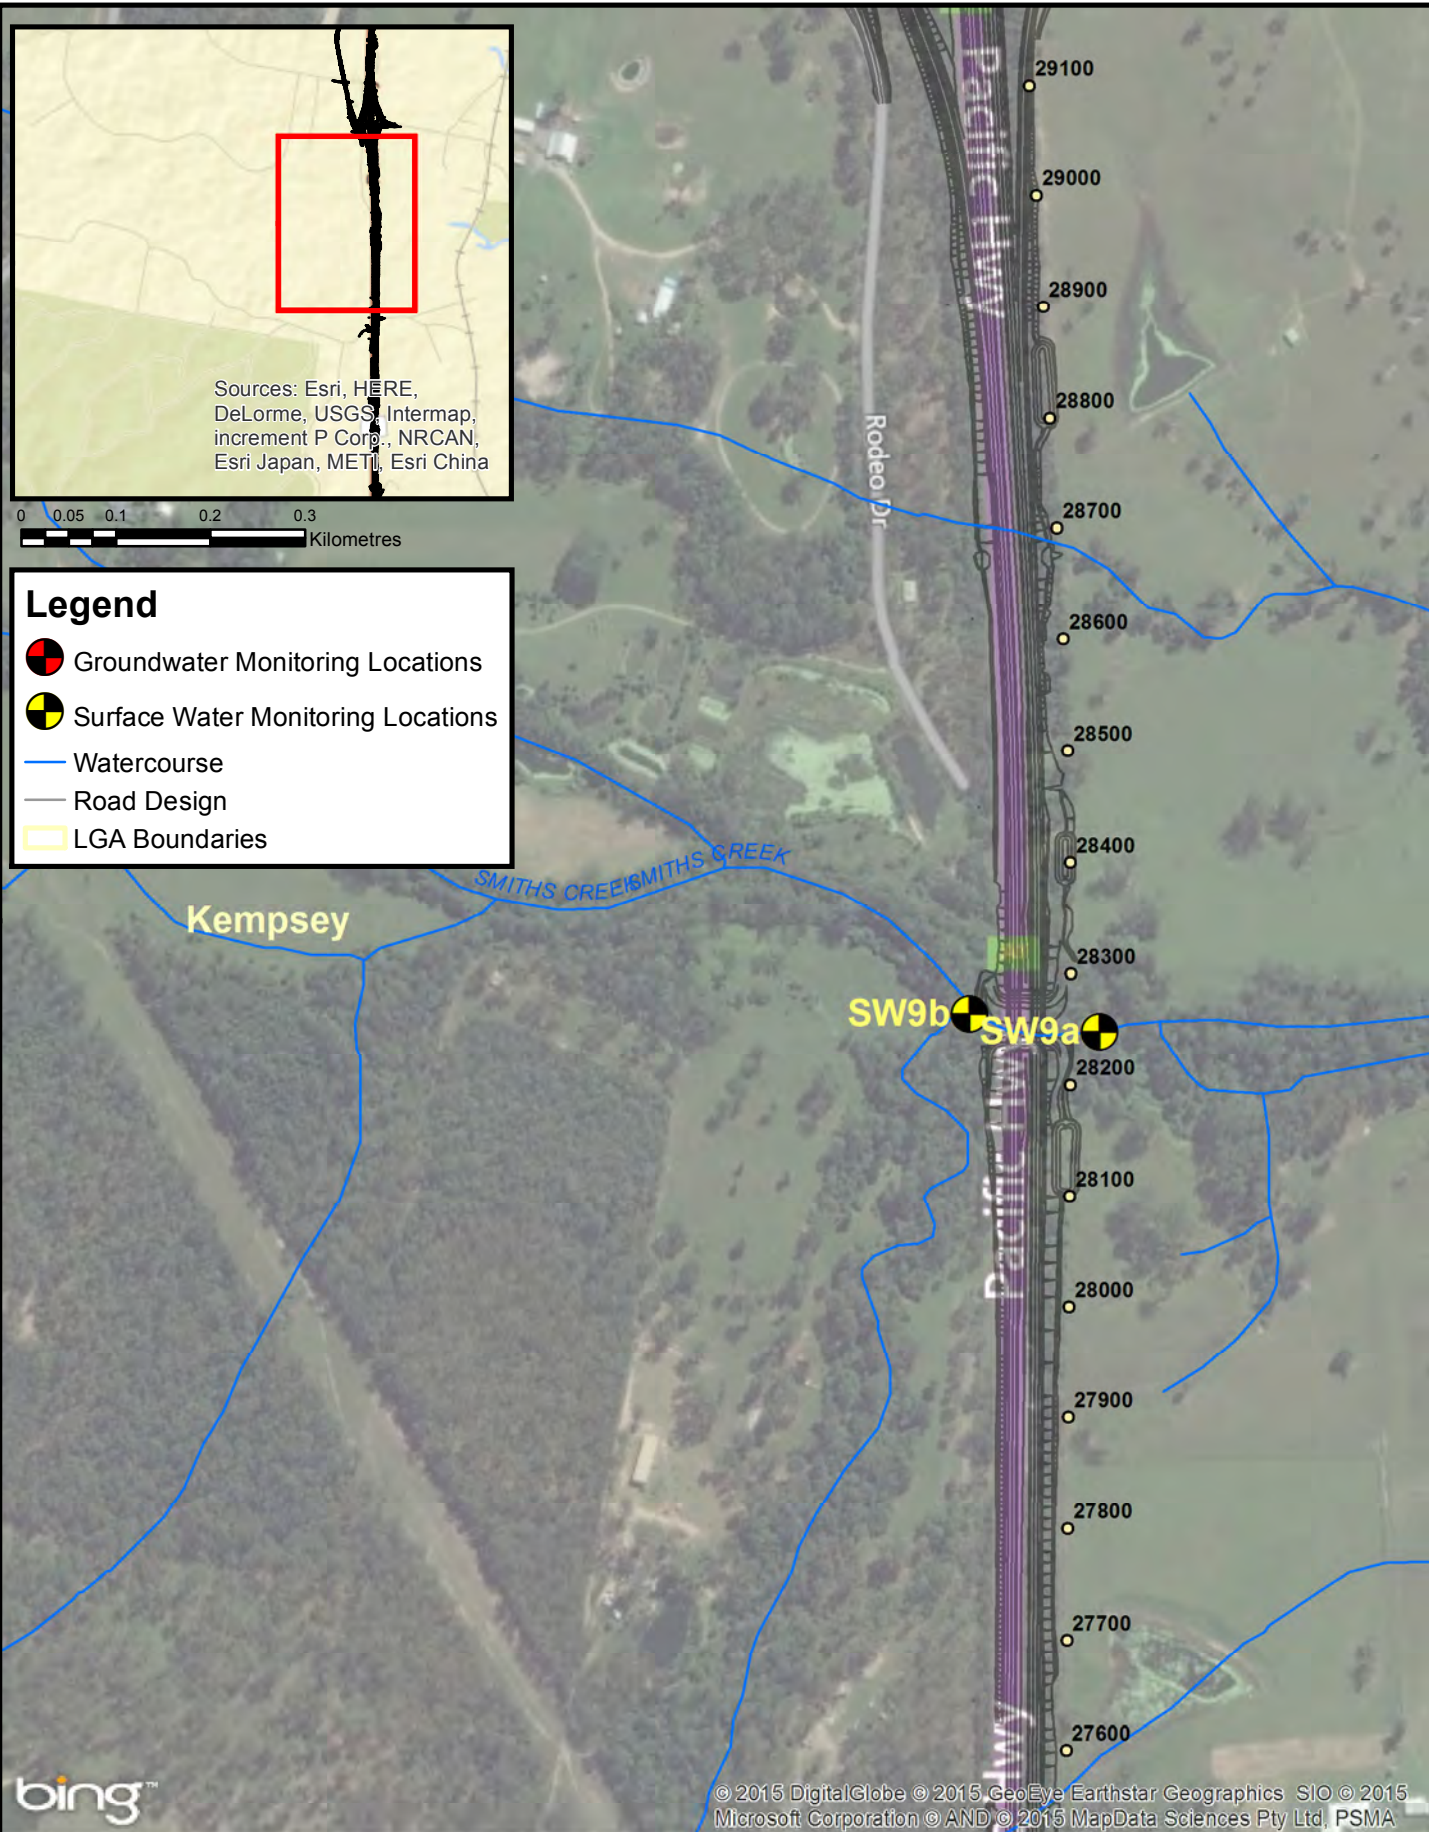 Sources: Esri, HERE,
DeLorme, USGS, Intermap,
increment P Corp., NRCAN,
Esri Japan, METI, Esri China
0 0.05 0.1 0.2 0.3
Kilometres
Legend
Groundwater Monitoring Locations
Surface Water Monitoring Locations
Watercourse
Road Design
LGA Boundaries
Pacific Hwy
29100
29000
28900
28800
Rodeo Dr
28700
28600
28500
28400
SMITHS CREEK
SMITHS CREEK
Kempsey
28300
SW9b
SW9a
28200
Pacific Hwy
28100
28000
27900
27800
27700
27600
Hwy
bing™
© 2015 DigitalGlobe © 2015 GeoEye Earthstar Geographics SIO © 2015
Microsoft Corporation © AND © 2015 MapData Sciences Pty Ltd, PSMA